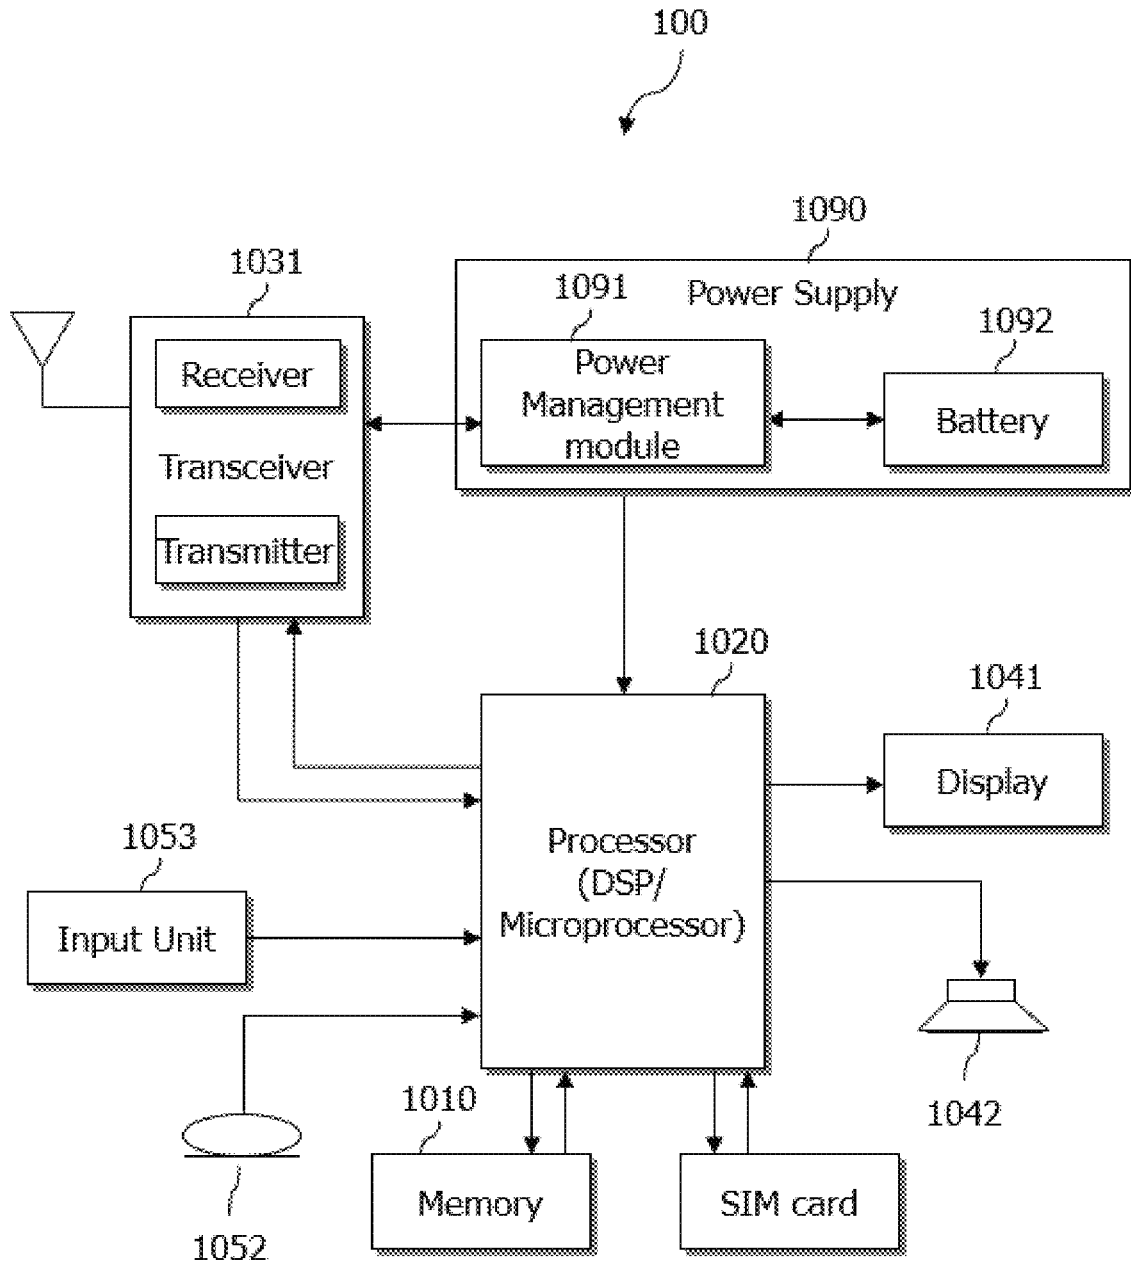 100
1090
1031
Power Supply
1091
1092
Receiver
Power
Management
module
Battery
Transceiver
Transmitter
1020
1041
Display
1053
Processor
(DSP/
Microprocessor)
Input Unit
1010
1042
1052
Memory
SIM card